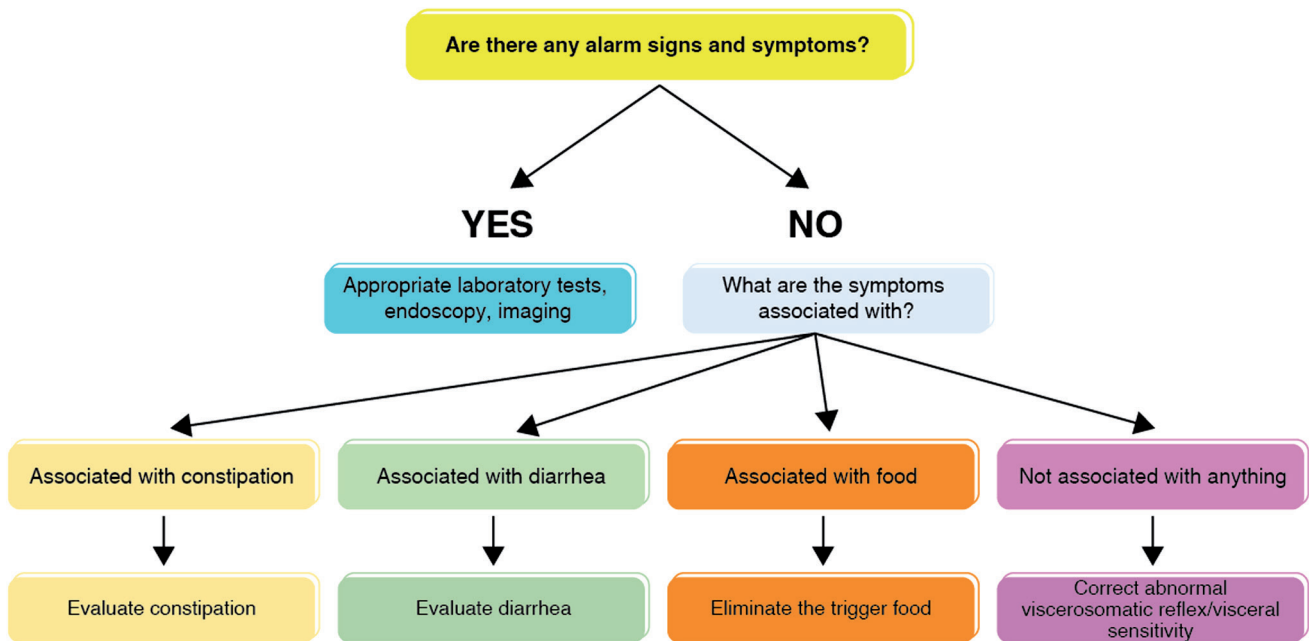 Are there any alarm signs and symptoms?
YES
NO
Appropriate laboratory tests,
endoscopy, imaging
What are the symptoms
associated with?
Associated with constipation
Associated with diarrhea
Associated with food
Not associated with anything
Evaluate constipation
Evaluate diarrhea
Eliminate the trigger food
Correct abnormal
viscerosomatic reflex/visceral
sensitivity